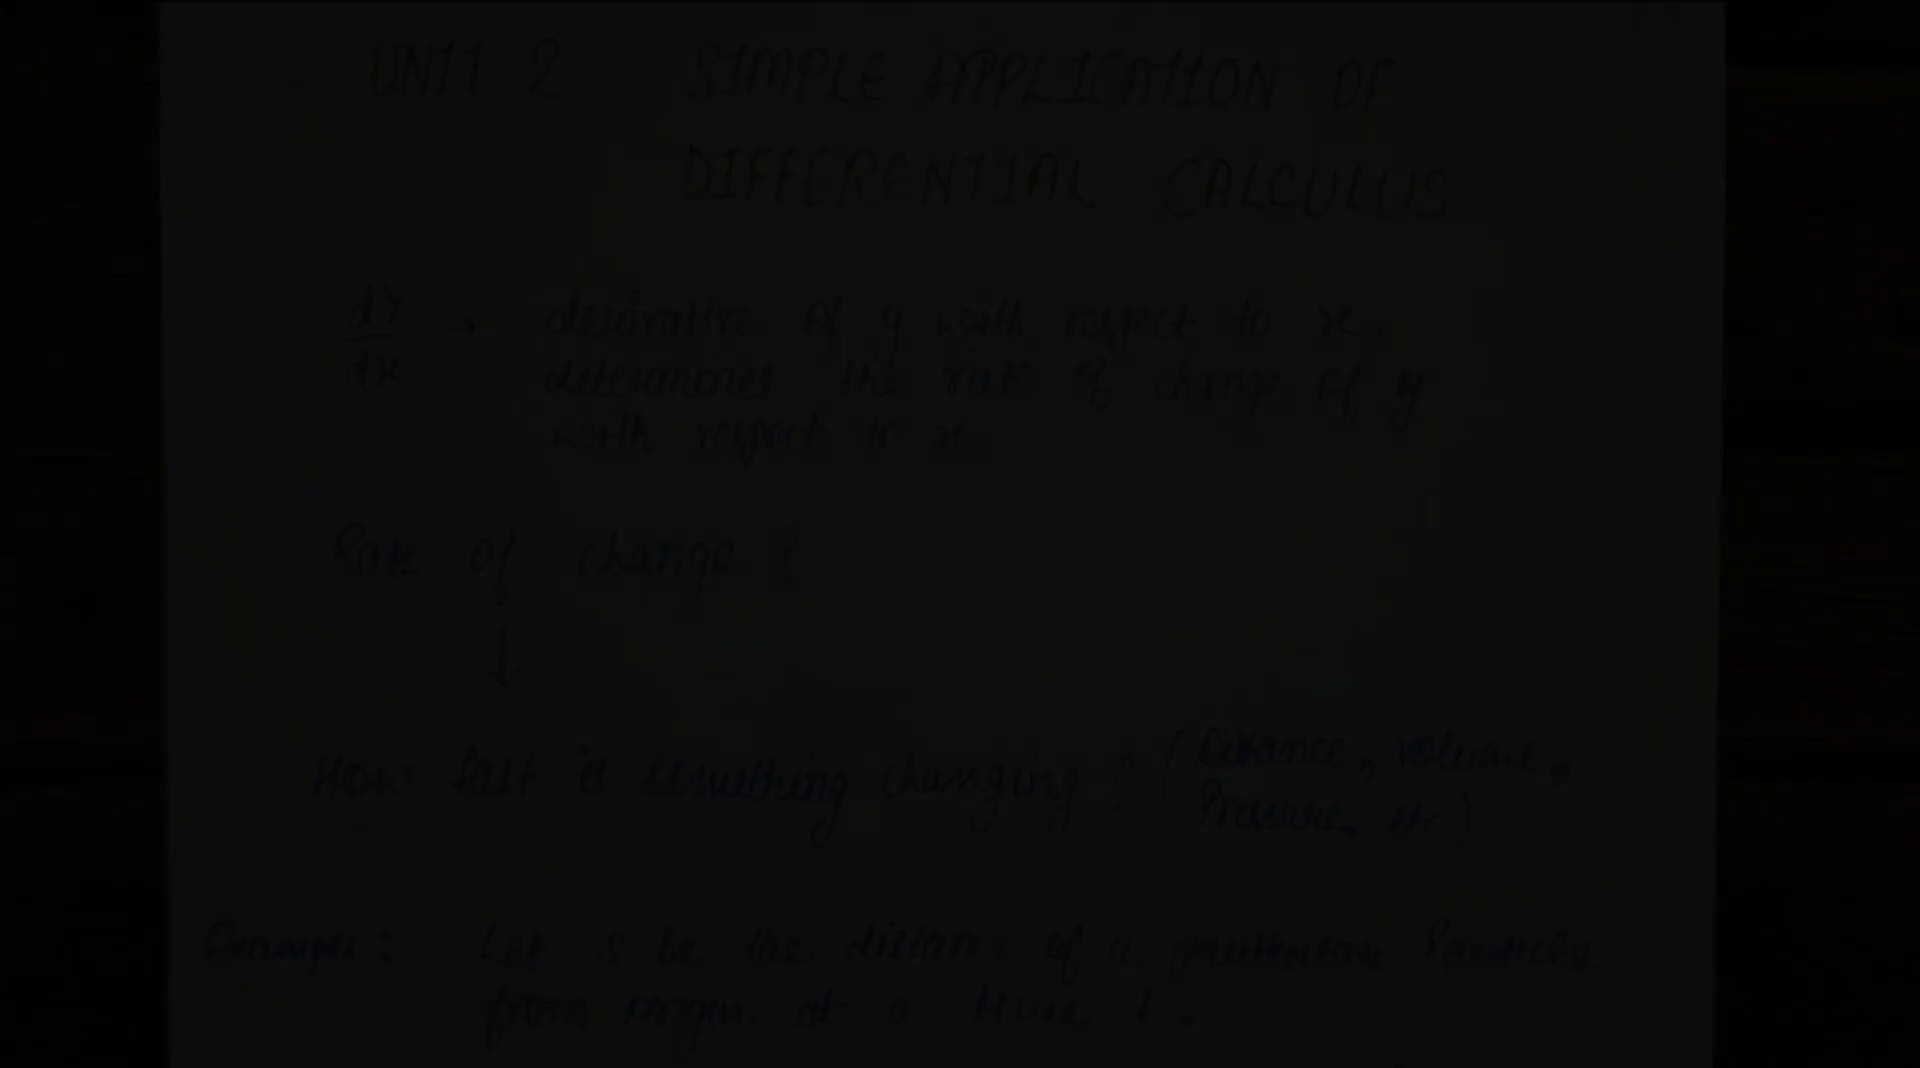 UNIT-2 SIMPLE APPLICATION OF
DIFFERENTIAL CALCULUS
dY/dx, derivative of y with respect to x.
determines the rate of change of y
with respect to x.
Rate of change ?
↓
How fast is something changing ? (Distance, volume,
Pressure, etc)
Example: Let s be the distance of a Particle
from origin at a time t.